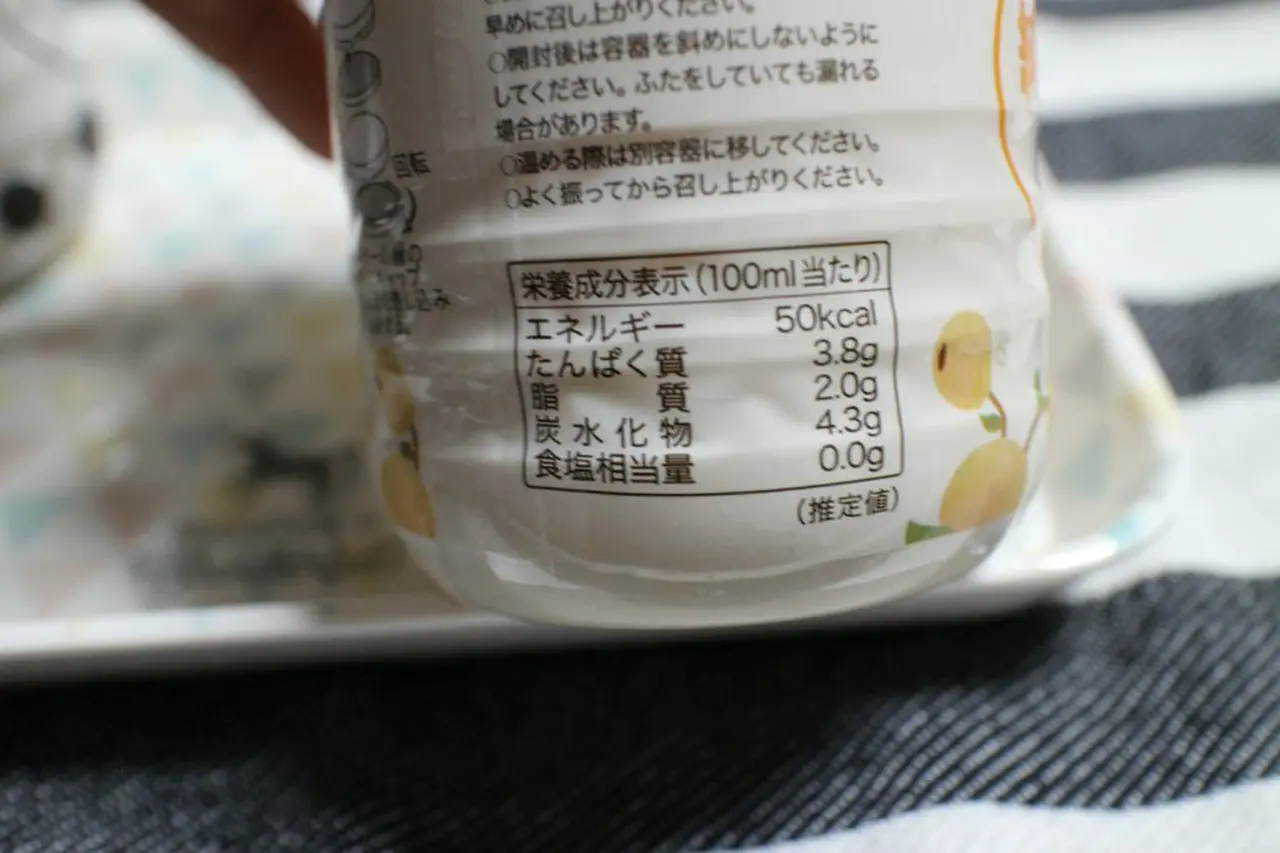 早めに召し上がりください。
○開封後は容器を斜めにしないように
してください。ふたをしていても漏れる
場合があります。
○温める際は別容器に移してください。
○よく振ってから召し上がりください。
回転
込み
栄養成分表示(100ml当たり)
エネルギー 50kcal
たんぱく質 3.8g
脂質 2.0g
炭水化物 4.3g
食塩相当量 0.0g
(推定値)